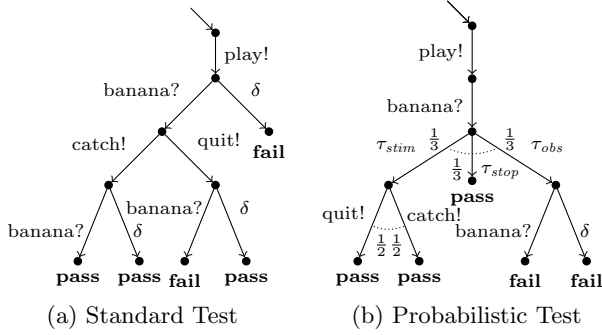 play!
play!
banana? δ
banana?
catch! quit!
τstim 1/3 1/3 τobs
fail
1/3 τstop
pass
banana? δ banana? δ
quit! catch! banana? δ
1/2 1/2
pass pass fail pass
pass pass fail fail
(a) Standard Test (b) Probabilistic Test